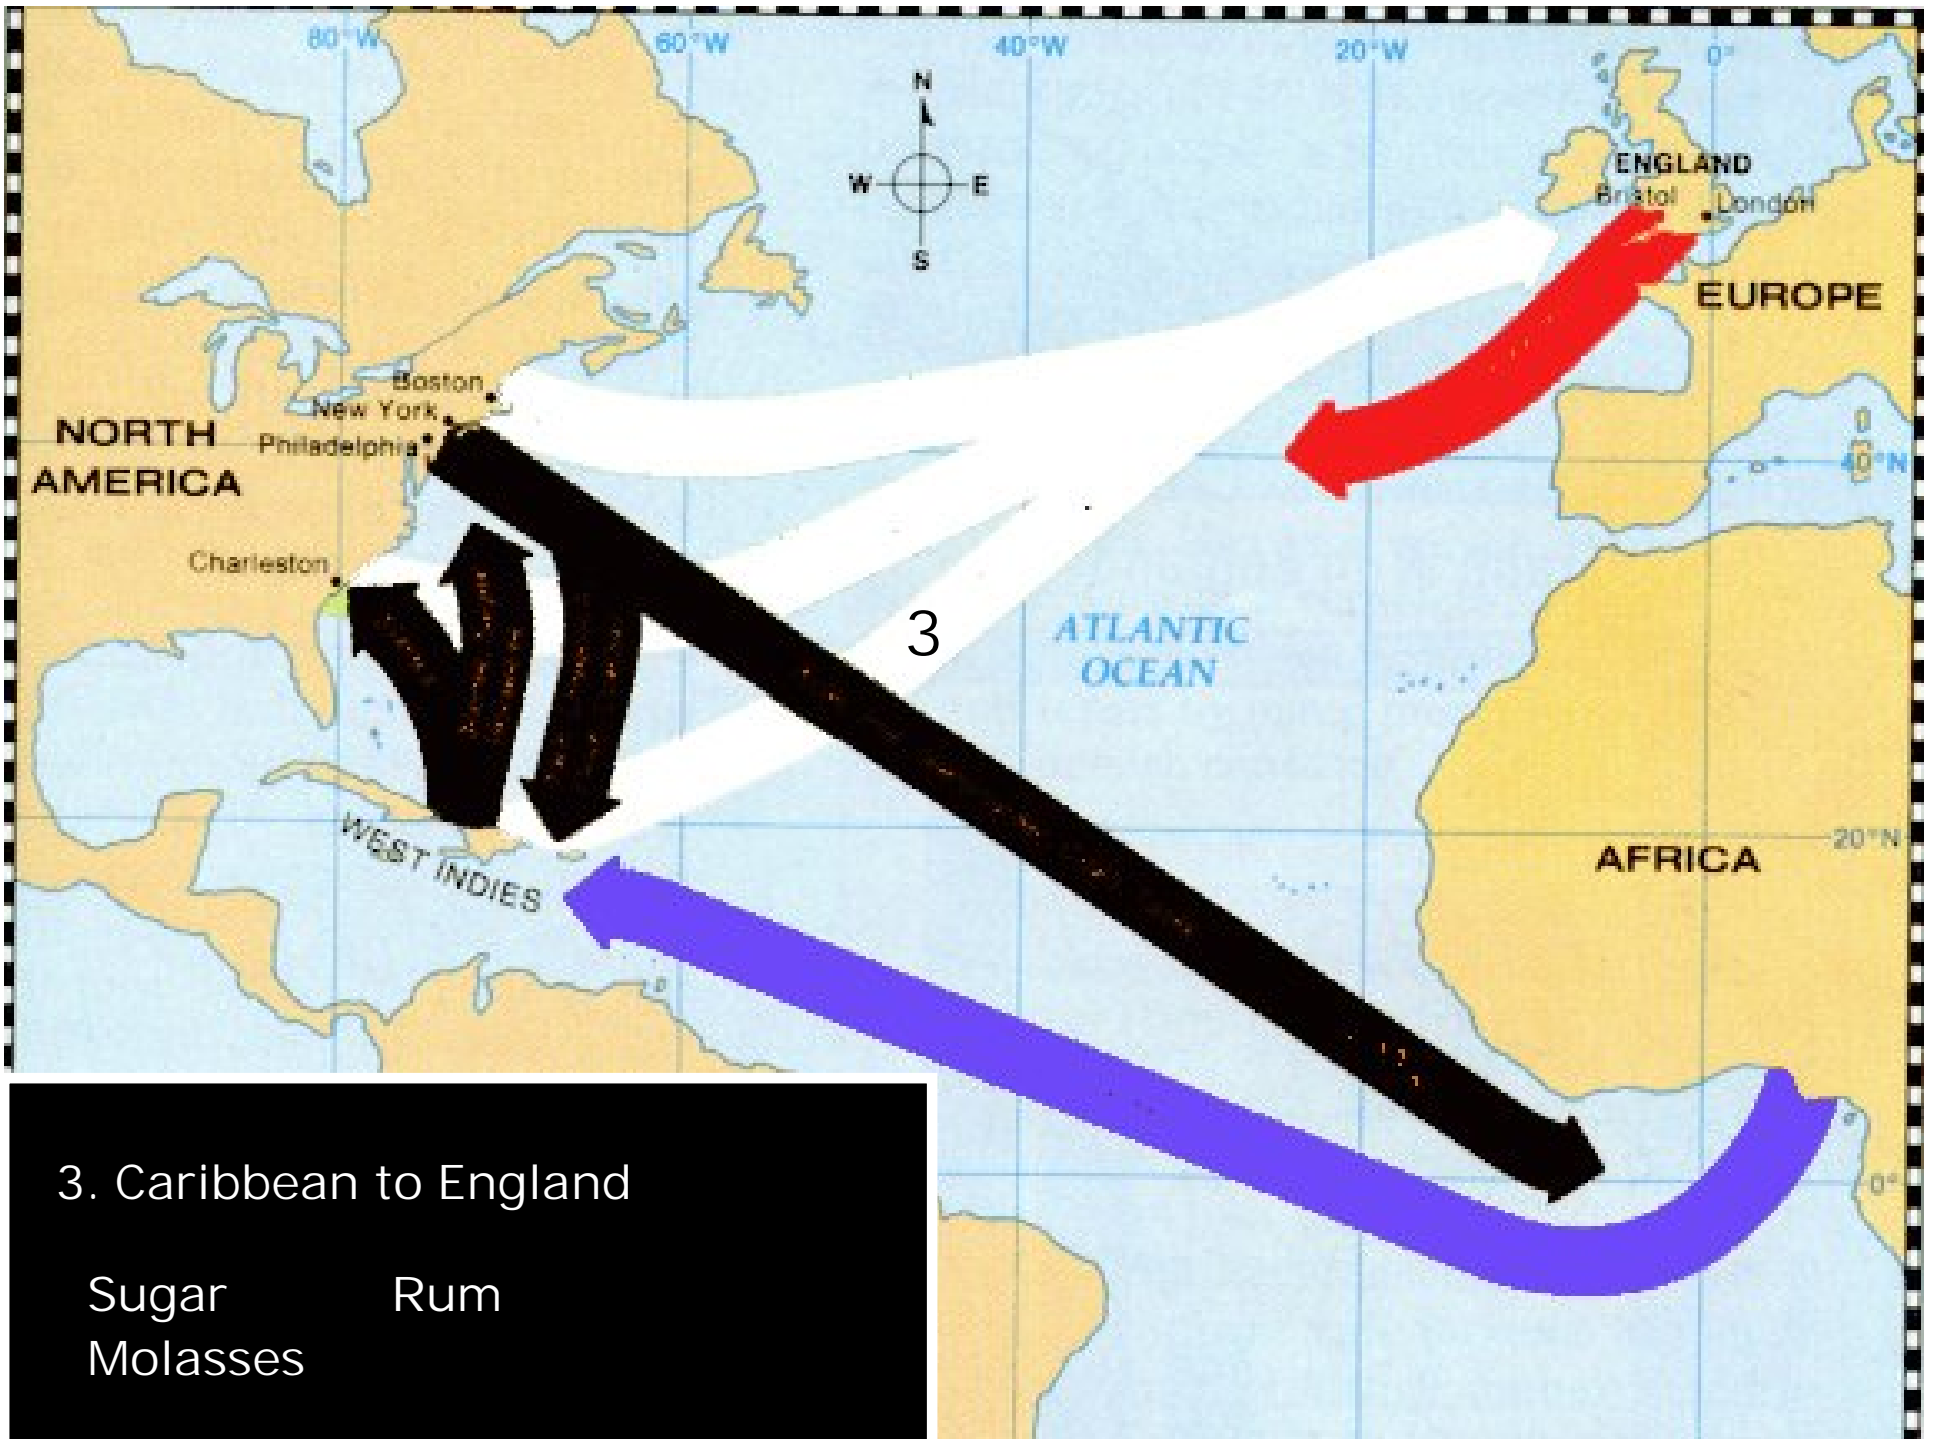 80°W
60°W
40°W
20°W
0°
N
W
E
S
ENGLAND
Bristol
London
EUROPE
Boston
New York
Philadelphia
NORTH
AMERICA
40°N
Charleston
3
ATLANTIC
OCEAN
WEST INDIES
20°N
AFRICA
0°
3. Caribbean to England
Sugar Rum
Molasses